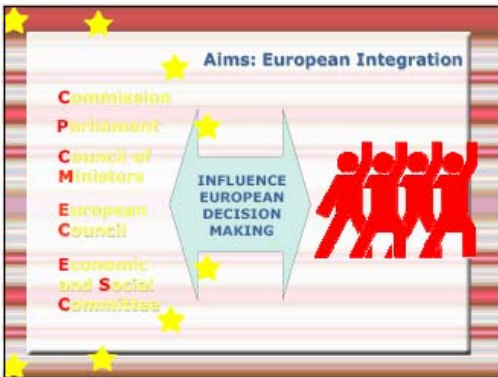 Aims: European Integration
Commission
Parliament
Council of
Ministers
European
Council
Economic
and Social
Committee
INFLUENCE
EUROPEAN
DECISION
MAKING